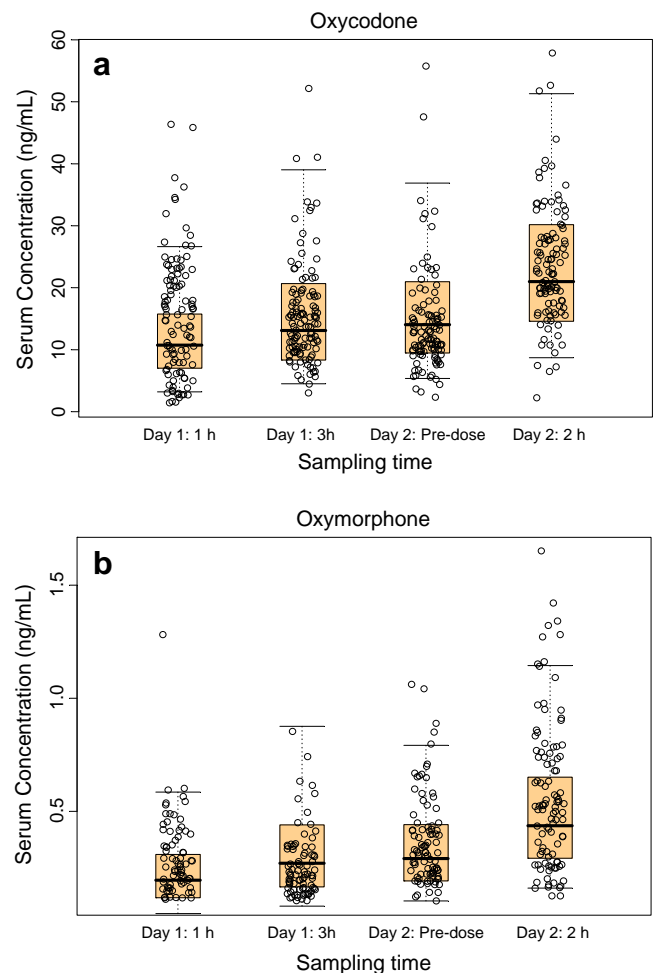 Oxycodone
a
Serum Concentration (ng/mL)
60
50
40
30
20
10
0
Day 1: 1 h Day 1: 3h Day 2: Pre-dose Day 2: 2 h
Sampling time
Oxymorphone
b
Serum Concentration (ng/mL)
1.5
1.0
0.5
Day 1: 1 h Day 1: 3h Day 2: Pre-dose Day 2: 2 h
Sampling time